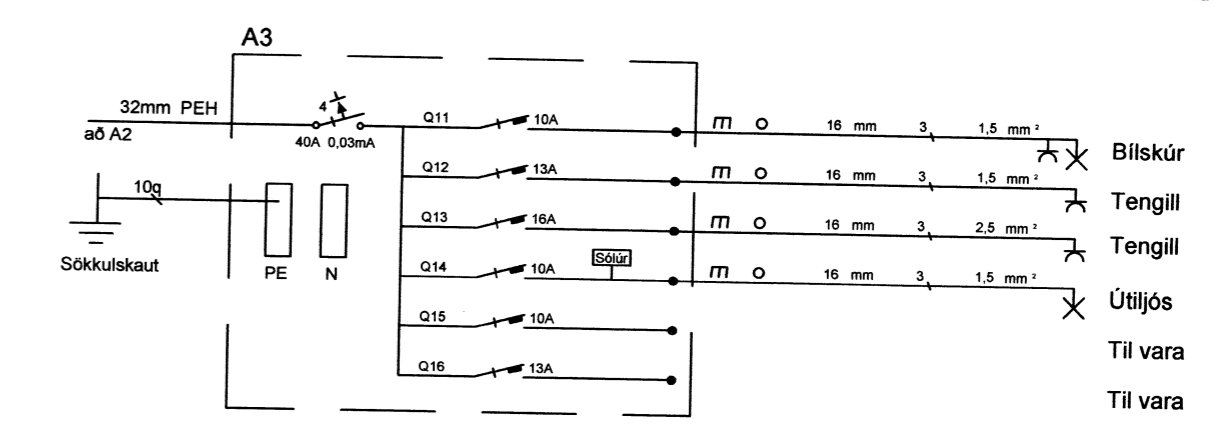 A3
32mm PEH
að A2
4
40A 0,03mA
Q11 10A 16 mm 3 1,5 mm² Bílskúr
Q12 13A 16 mm 3 1,5 mm² Tengill
Q13 16A 16 mm 3 2,5 mm² Tengill
Sólúr
Q14 10A 16 mm 3 1,5 mm² Útiljós
Q15 10A Til vara
Q16 13A Til vara
10q
Sökkulskaut
PE N